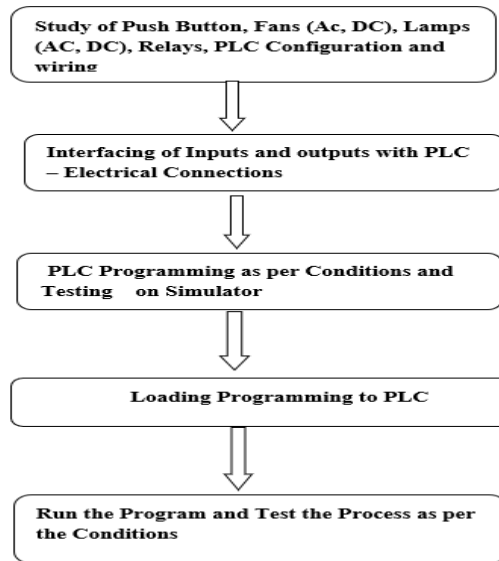 Study of Push Button, Fans (Ac, DC), Lamps
(AC, DC), Relays, PLC Configuration and
wiring
Interfacing of Inputs and outputs with PLC
– Electrical Connections
PLC Programming as per Conditions and
Testing on Simulator
Loading Programming to PLC
Run the Program and Test the Process as per
the Conditions